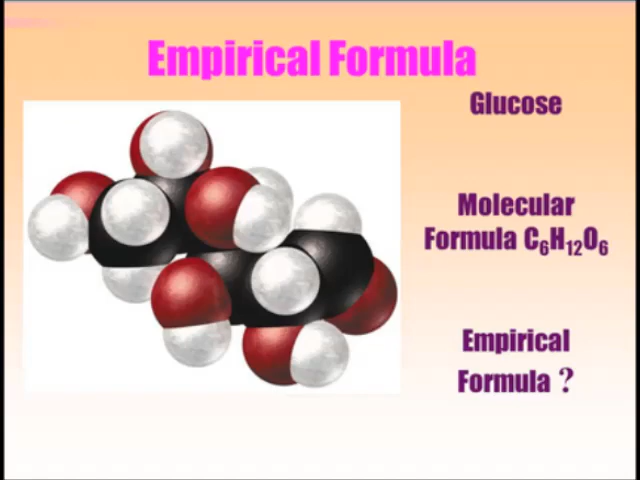 Empirical Formula
Glucose
Molecular
Formula C₆H₁₂O₆
Empirical
Formula ?